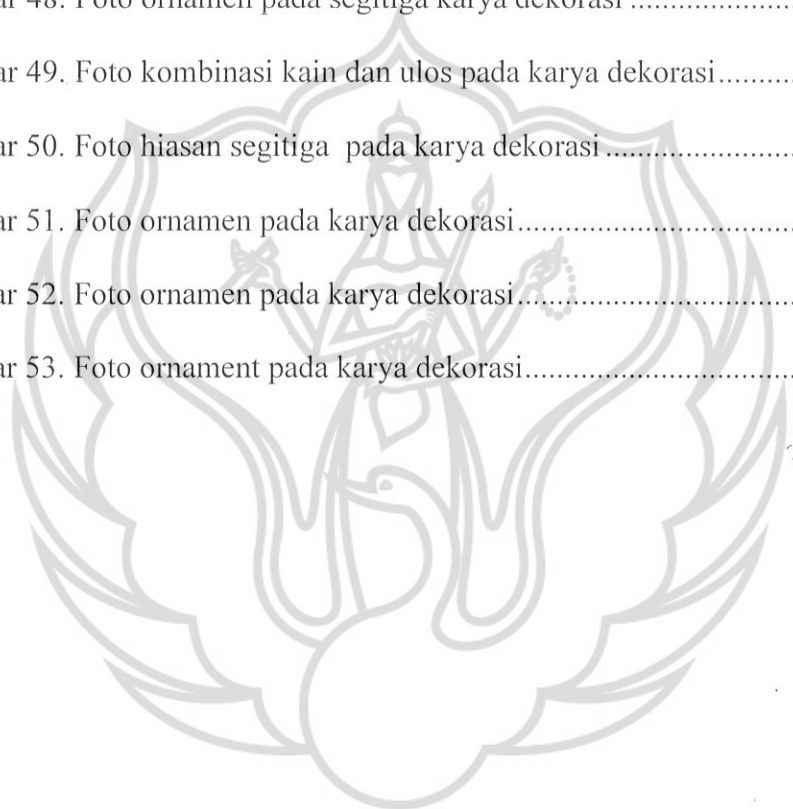 ar 48. Foto ornamen pada segitiga karya dekorasi ........................
ar 49. Foto kombinasi kain dan ulos pada karya dekorasi..........
ar 50. Foto hiasan segitiga pada karya dekorasi ........................
ar 51. Foto ornamen pada karya dekorasi...................................
ar 52. Foto ornamen pada karya dekorasi...................................
ar 53. Foto ornament pada karya dekorasi..................................